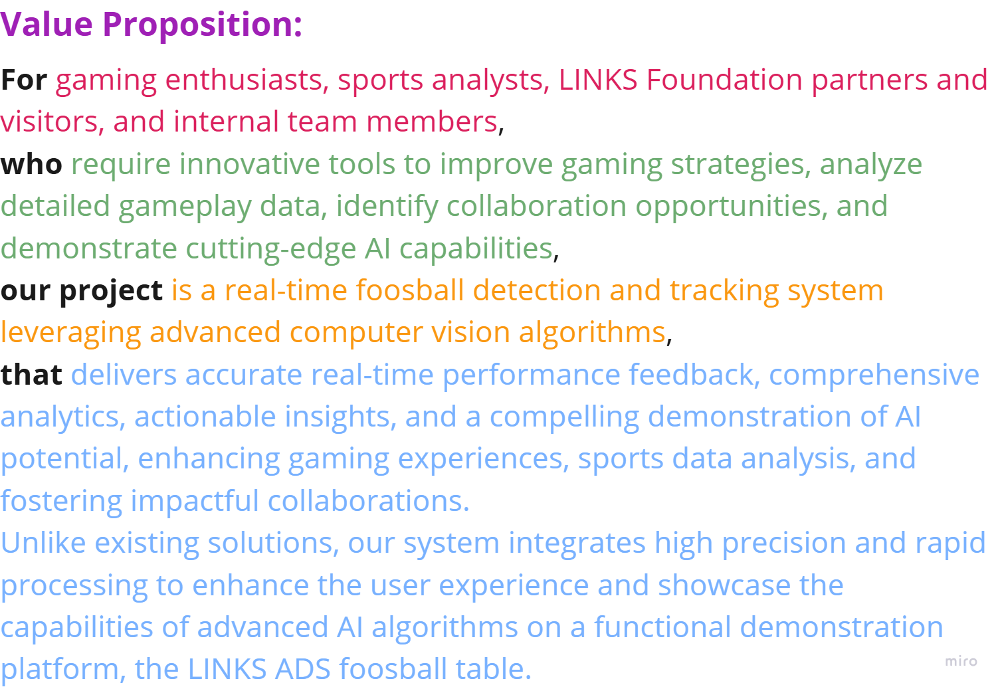 Value Proposition:
For gaming enthusiasts, sports analysts, LINKS Foundation partners and
visitors, and internal team members,
who require innovative tools to improve gaming strategies, analyze
detailed gameplay data, identify collaboration opportunities, and
demonstrate cutting-edge AI capabilities,
our project is a real-time foosball detection and tracking system
leveraging advanced computer vision algorithms,
that delivers accurate real-time performance feedback, comprehensive
analytics, actionable insights, and a compelling demonstration of AI
potential, enhancing gaming experiences, sports data analysis, and
fostering impactful collaborations.
Unlike existing solutions, our system integrates high precision and rapid
processing to enhance the user experience and showcase the
capabilities of advanced AI algorithms on a functional demonstration
platform, the LINKS ADS foosball table.
miro